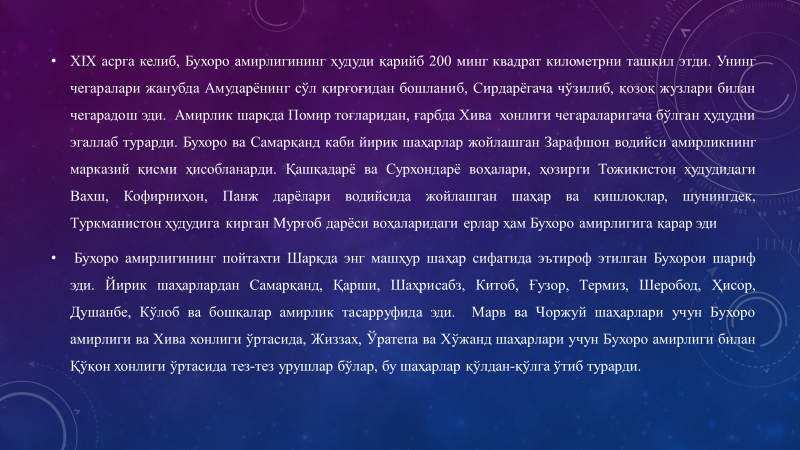 • XIX асрга келиб, Бухоро амирлигининг ҳудуди қарийб 200 минг квадрат километрни ташкил этди. Унинг
чегаралари жанубда Амударёнинг сўл қирғоғидан бошланиб, Сирдарёгача чўзилиб, қозоқ жузлари билан
чегарадош эди. Амирлик шарқда Помир тоғларидан, ғарбда Хива хонлиги чегараларигача бўлган ҳудудни
эгаллаб турарди. Бухоро ва Самарқанд каби йирик шаҳарлар жойлашган Зарафшон водийси амирликнинг
марказий қисми ҳисобланарди. Қашқадарё ва Сурхондарё воҳалари, ҳозирги Тожикистон ҳудудидаги
Вахш, Кофирниҳон, Панж дарёлари водийсида жойлашган шаҳар ва қишлоқлар, шунингдек,
Туркманистон ҳудудига кирган Мурғоб дарёси воҳаларидаги ерлар ҳам Бухоро амирлигига қарар эди
• Бухоро амирлигининг пойтахти Шарқда энг машҳур шаҳар сифатида эътироф этилган Бухорои шариф
эди. Йирик шаҳарлардан Самарқанд, Қарши, Шаҳрисабз, Китоб, Ғузор, Термиз, Шеробод, Ҳисор,
Душанбе, Кўлоб ва бошқалар амирлик тасарруфида эди. Марв ва Чоржуй шаҳарлари учун Бухоро
амирлиги ва Хива хонлиги ўртасида, Жиззах, Ўратепа ва Хўжанд шаҳарлари учун Бухоро амирлиги билан
Қўқон хонлиги ўртасида тез-тез урушлар бўлар, бу шаҳарлар қўлдан-қўлга ўтиб турарди.